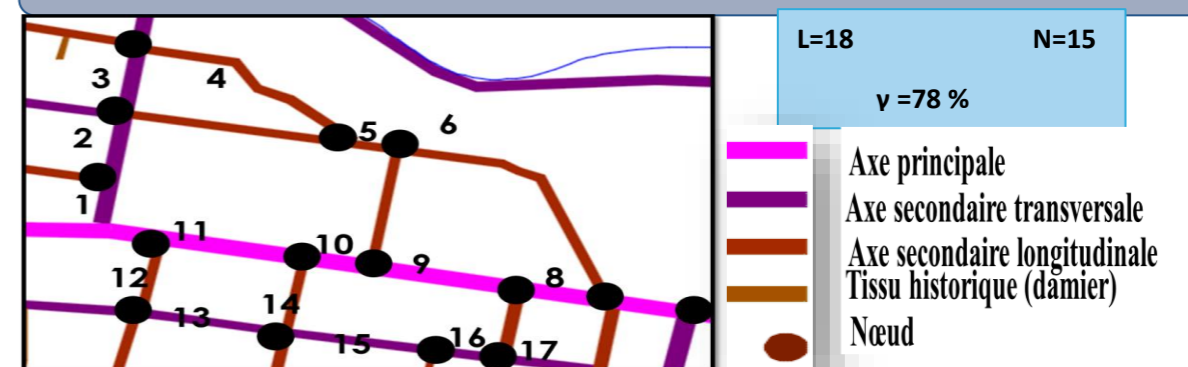 L=18 N=15
γ =78 %
3 4
2 5 6
1
11 10 9 8
12 13 14 15 16 17
Axe principale
Axe secondaire transversale
Axe secondaire longitudinale
Tissu historique (damier)
Nœud